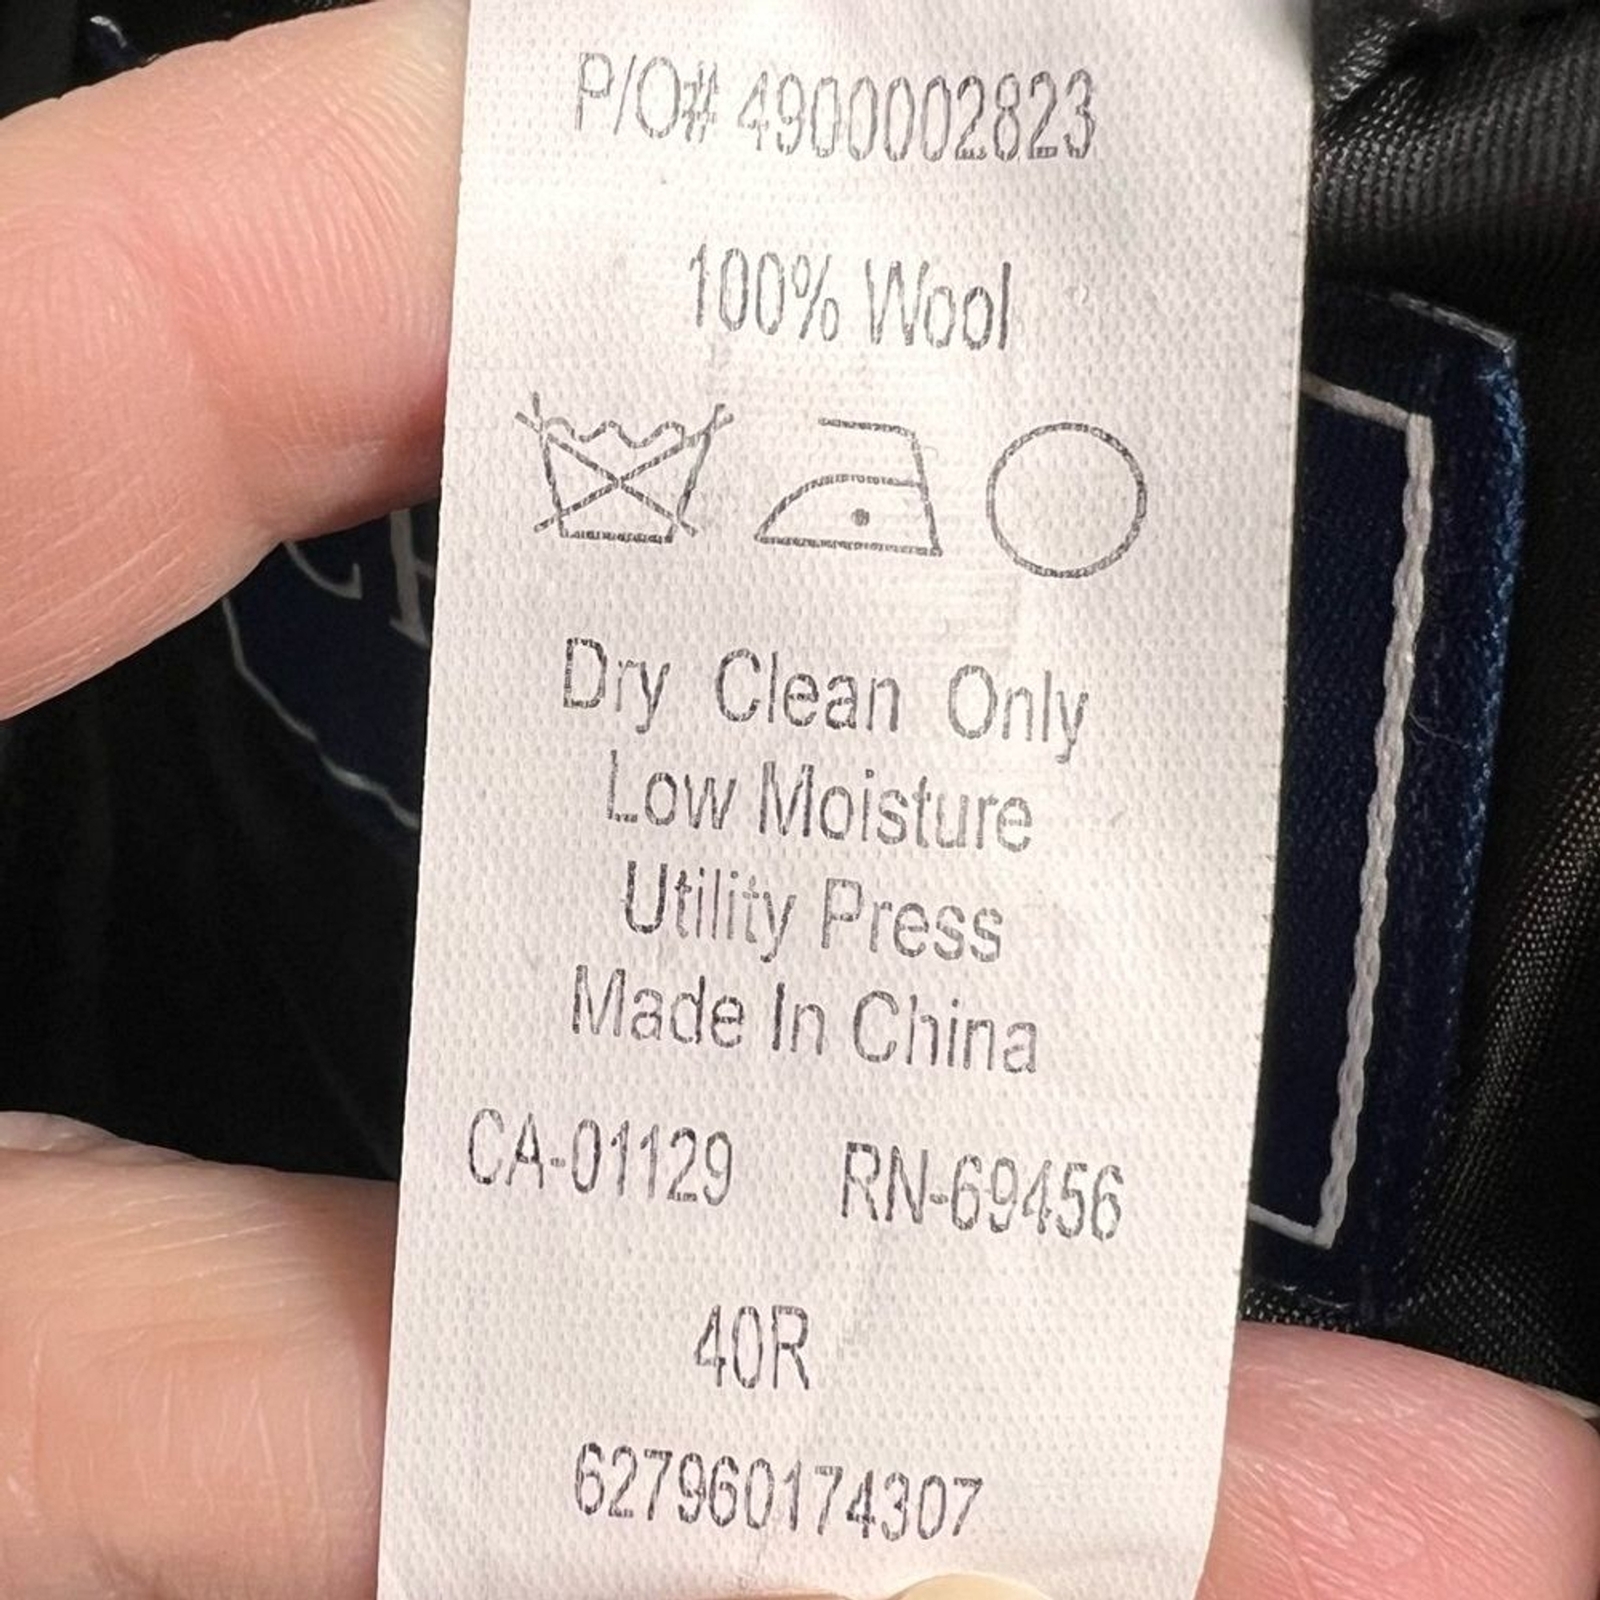 P/O# 4900002823
100% Wool
Dry Clean Only
Low Moisture
Utility Press
Made In China
CA-01129 RN-69456
40R
627960174307